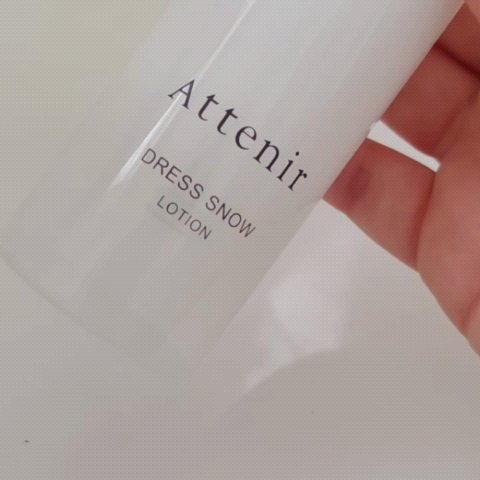 Attenir
DRESS SNOW
LOTION